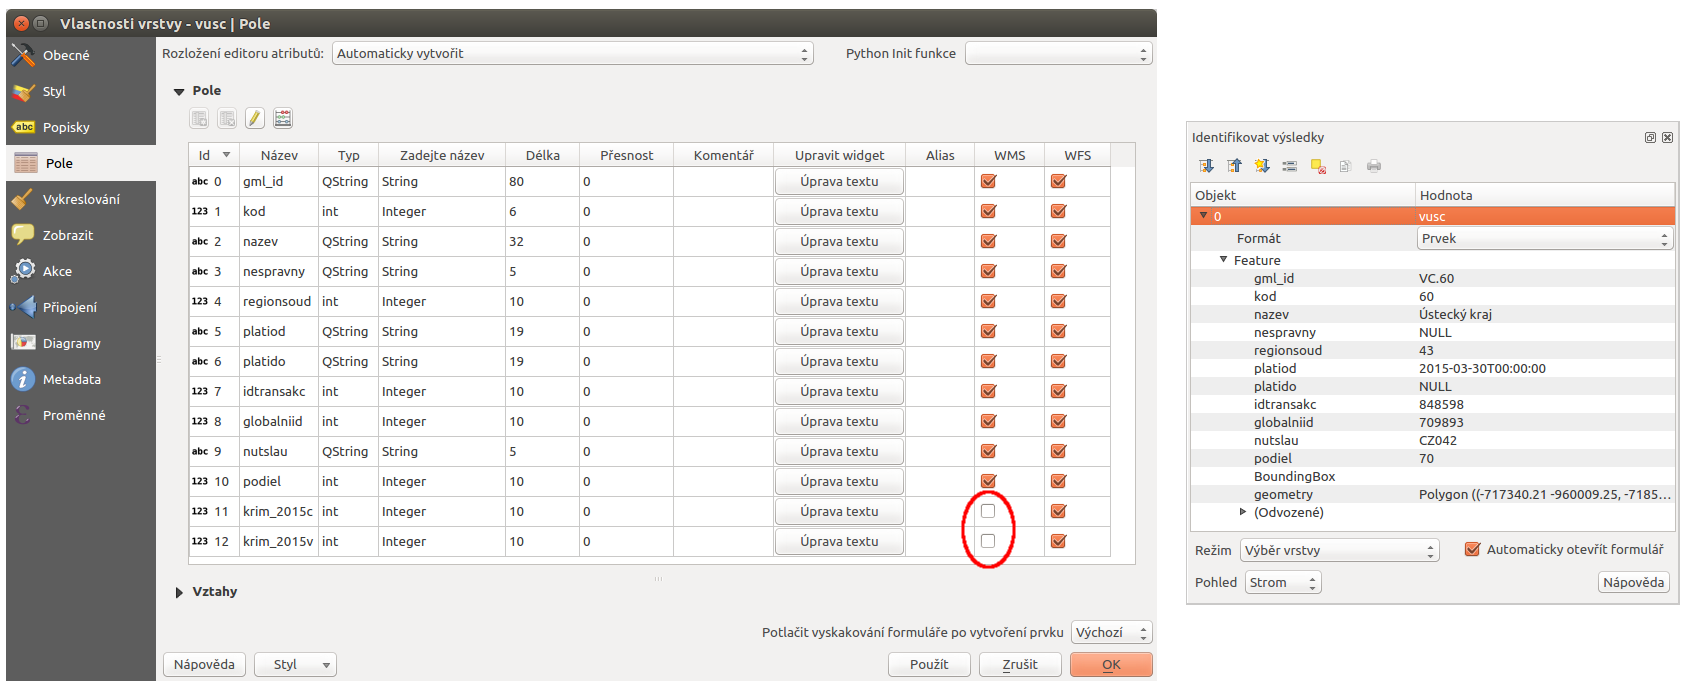 Vlastnosti vrstvy - vusc | Pole
Obecné
Styl
abc Popisky
Pole
Vykreslování
Zobrazit
Akce
Připojení
Diagramy
Metadata
Proměnné
Rozložení editoru atributů: Automaticky vytvořit Python Init funkce
Pole
Id Název Typ Zadejte název Délka Přesnost Komentář Upravit widget Alias WMS WFS
abc 0 gml_id QString String 80 0 Úprava textu
123 1 kod int Integer 6 0 Úprava textu
abc 2 nazev QString String 32 0 Úprava textu
abc 3 nespravny QString String 5 0 Úprava textu
123 4 regionsoud int Integer 10 0 Úprava textu
abc 5 platiod QString String 19 0 Úprava textu
abc 6 platido QString String 19 0 Úprava textu
123 7 idtransakc int Integer 10 0 Úprava textu
123 8 globalniid int Integer 10 0 Úprava textu
abc 9 nutslau QString String 5 0 Úprava textu
123 10 podiel int Integer 10 0 Úprava textu
123 11 krim_2015c int Integer 10 0 Úprava textu
123 12 krim_2015v int Integer 10 0 Úprava textu
Vztahy
Potlačit vyskakování formuláře po vytvoření prvku Výchozí
Nápověda Styl Použít Zrušit OK
Identifikovat výsledky
Objekt Hodnota
0 vusc
Formát Prvek
Feature
gml_id VC.60
kod 60
nazev Ústecký kraj
nespravny NULL
regionsoud 43
platiod 2015-03-30T00:00:00
platido NULL
idtransakc 848598
globalniid 709893
nutslau CZ042
podiel 70
BoundingBox
geometry Polygon ((-717340.21 -960009.25, -7185...
(Odvozené)
Režim Výběr vrstvy Automaticky otevřít formulář
Pohled Strom Nápověda